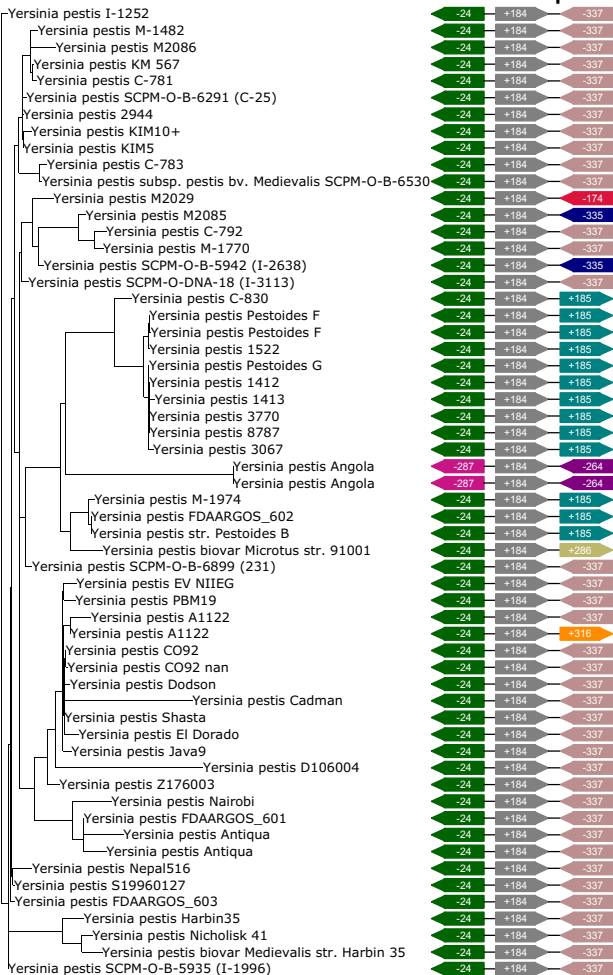 Yersinia pestis I-1252 -24 +184 -337
Yersinia pestis M-1482 -24 +184 -337
Yersinia pestis M2086 -24 +184 -337
Yersinia pestis KM 567 -24 +184 -337
Yersinia pestis C-781 -24 +184 -337
Yersinia pestis SCPM-O-B-6291 (C-25) -24 +184 -337
Yersinia pestis 2944 -24 +184 -337
Yersinia pestis KIM10+ -24 +184 -337
Yersinia pestis KIM5 -24 +184 -337
Yersinia pestis C-783 -24 +184 -337
Yersinia pestis subsp. pestis bv. Medievalis SCPM-O-B-6530 -24 +184 -337
Yersinia pestis M2029 -24 +184 -174
Yersinia pestis M2085 -24 +184 -335
Yersinia pestis C-792 -24 +184 -337
Yersinia pestis M-1770 -24 +184 -337
Yersinia pestis SCPM-O-B-5942 (I-2638) -24 +184 -335
Yersinia pestis SCPM-O-DNA-18 (I-3113) -24 +184 -337
Yersinia pestis C-830 -24 +184 +185
Yersinia pestis Pestoides F -24 +184 +185
Yersinia pestis Pestoides F -24 +184 +185
Yersinia pestis 1522 -24 +184 +185
Yersinia pestis Pestoides G -24 +184 +185
Yersinia pestis 1412 -24 +184 +185
Yersinia pestis 1413 -24 +184 +185
Yersinia pestis 3770 -24 +184 +185
Yersinia pestis 8787 -24 +184 +185
Yersinia pestis 3067 -24 +184 +185
Yersinia pestis Angola -287 +184 -264
Yersinia pestis Angola -287 +184 -264
Yersinia pestis M-1974 -24 +184 +185
Yersinia pestis FDAARGOS_602 -24 +184 +185
Yersinia pestis str. Pestoides B -24 +184 +185
Yersinia pestis biovar Microtus str. 91001 -24 +184 +286
Yersinia pestis SCPM-O-B-6899 (231) -24 +184 -337
Yersinia pestis EV NIIEG -24 +184 -337
Yersinia pestis PBM19 -24 +184 -337
Yersinia pestis A1122 -24 +184 -337
Yersinia pestis A1122 -24 +184 +316
Yersinia pestis CO92 -24 +184 -337
Yersinia pestis CO92 nan -24 +184 -337
Yersinia pestis Dodson -24 +184 -337
Yersinia pestis Cadman -24 +184 -337
Yersinia pestis Shasta -24 +184 -337
Yersinia pestis El Dorado -24 +184 -337
Yersinia pestis Java9 -24 +184 -337
Yersinia pestis D106004 -24 +184 -337
Yersinia pestis Z176003 -24 +184 -337
Yersinia pestis Nairobi -24 +184 -337
Yersinia pestis FDAARGOS_601 -24 +184 -337
Yersinia pestis Antiqua -24 +184 -337
Yersinia pestis Antiqua -24 +184 -337
Yersinia pestis Nepal516 -24 +184 -337
Yersinia pestis S19960127 -24 +184 -337
Yersinia pestis FDAARGOS_603 -24 +184 -337
Yersinia pestis Harbin35 -24 +184 -337
Yersinia pestis Nicholisk 41 -24 +184 -337
Yersinia pestis biovar Medievalis str. Harbin 35 -24 +184 -337
Yersinia pestis SCPM-O-B-5935 (I-1996) -24 +184 -337